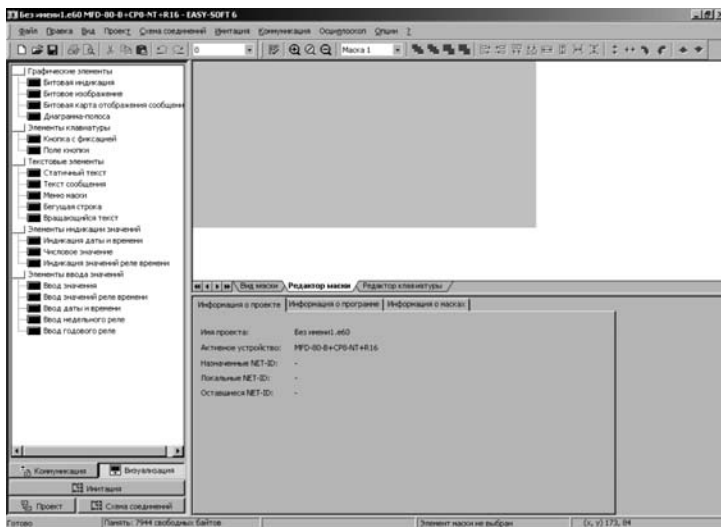 Без имени1.e60 MFD-80-B+CP8-NT+R16 - EASY-SOFT 6
Файл Правка Вид Проект Схема соединений Имитация Коммуникация Осциллоскоп Опции ?
0 Маска 1
Графические элементы
Битовая индикация
Битовое изображение
Битовая карта отображения сообщени
Диаграмма-полоса
Элементы клавиатуры
Кнопка с фиксацией
Поле кнопки
Текстовые элементы
Статичный текст
Текст сообщения
Меню маски
Бегущая строка
Вращающийся текст
Элементы индикации значений
Индикация даты и времени
Числовое значение
Индикация значений реле времени
Элементы ввода значений
Ввод значения
Ввод значений реле времени
Ввод даты и времени
Ввод недельного реле
Ввод годового реле
Вид маски Редактор маски Редактор клавиатуры
Информация о проекте Информация о программе Информация о масках
Имя проекта: Без имени1.e60
Активное устройство: MFD-80-B+CP8-NT+R16
Назначенные NET-ID: -
Локальные NET-ID: -
Оставшиеся NET-ID: -
Коммуникация Визуализация
Имитация
Проект Схема соединений
Готово Память: 7944 свободных байтов Элемент маски не выбран (x, y) 173, 84